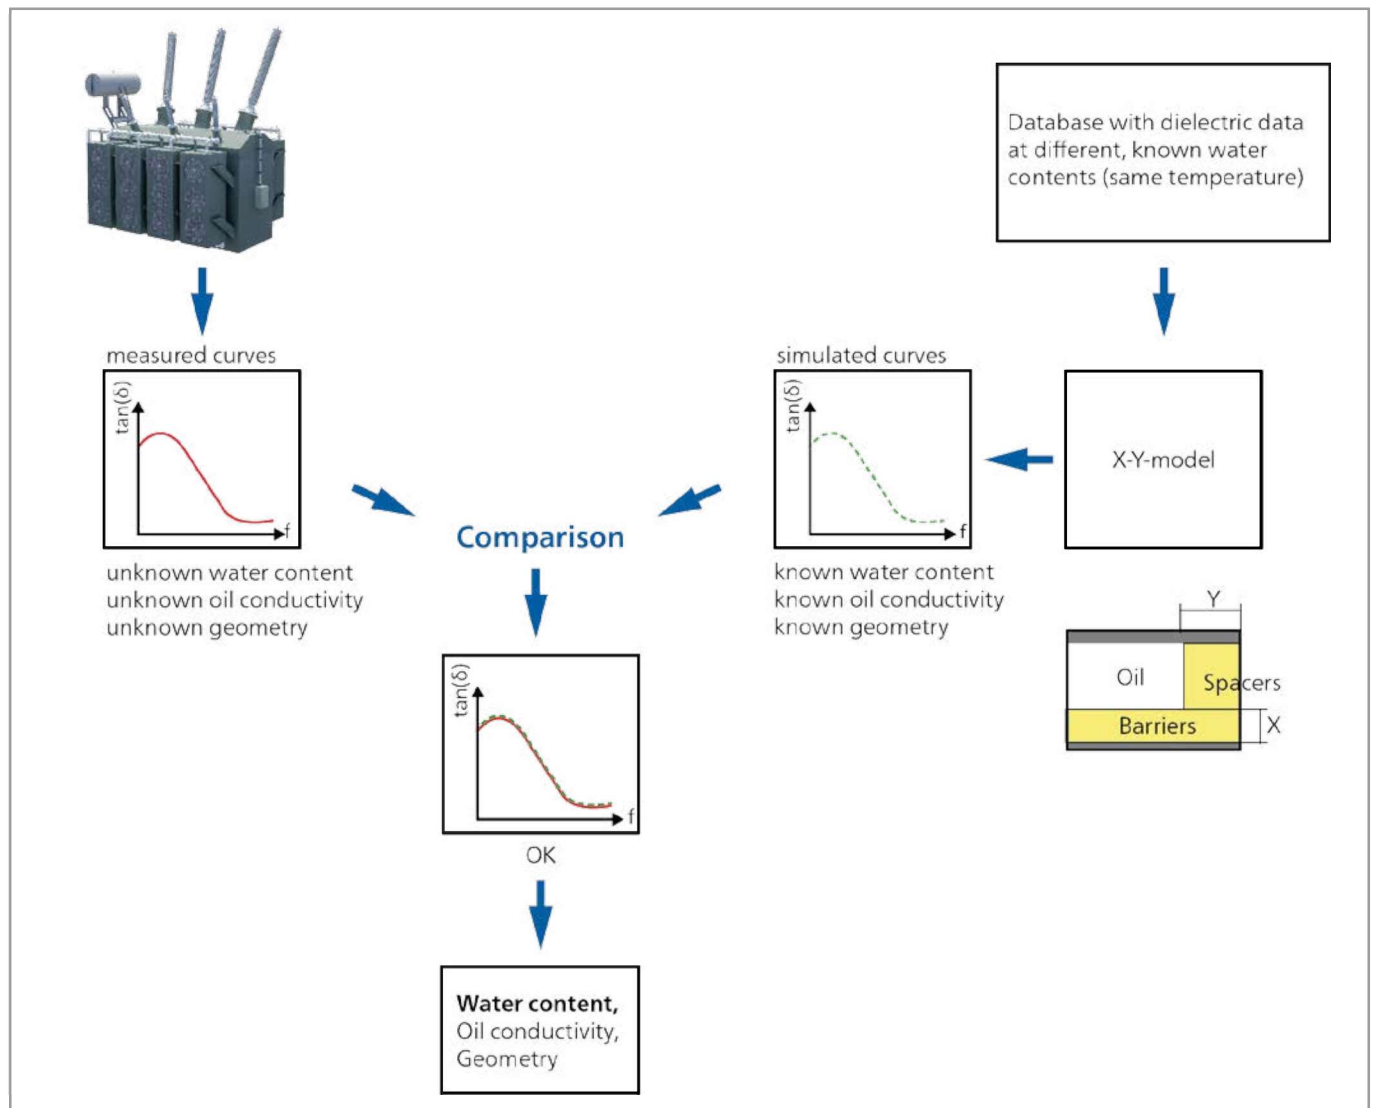 Database with dielectric data
at different, known water
contents (same temperature)
measured curves
tan(δ)
f
unknown water content
unknown oil conductivity
unknown geometry
simulated curves
tan(δ)
f
known water content
known oil conductivity
known geometry
X-Y-model
Comparison
Y
Oil
Spacers
Barriers
X
tan(δ)
f
OK
Water content,
Oil conductivity,
Geometry